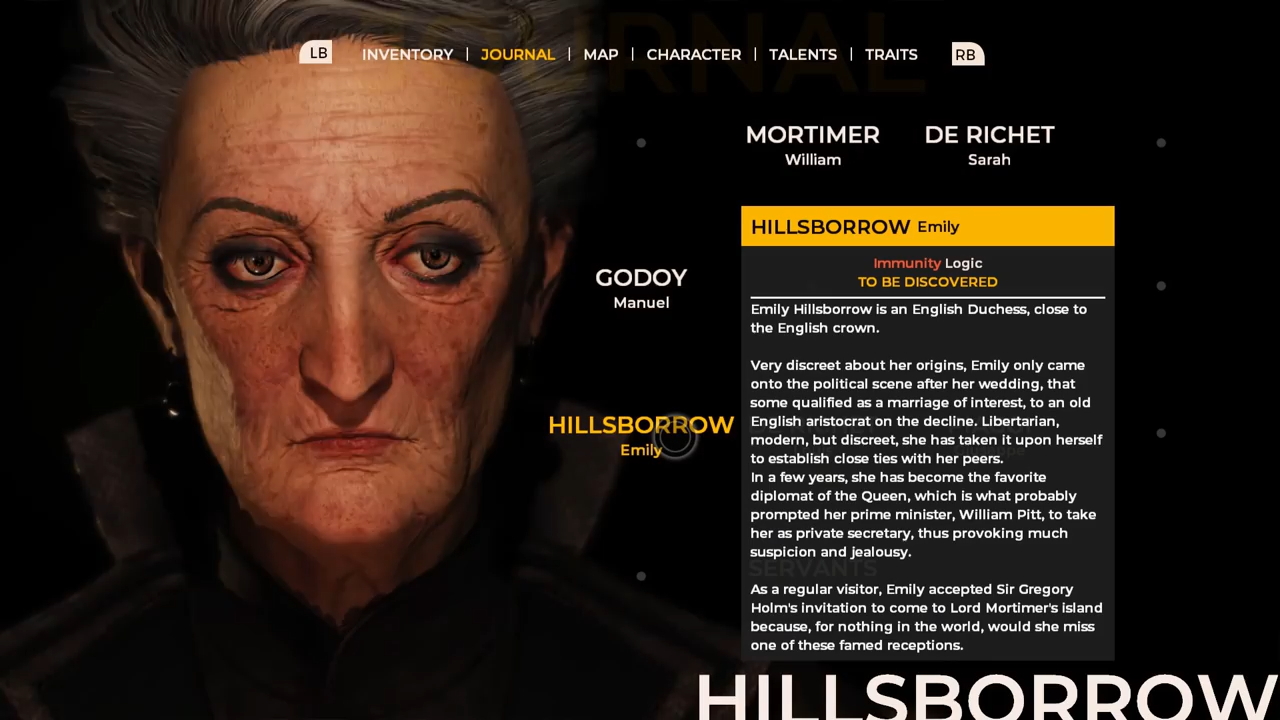 JOURNAL
LB INVENTORY | JOURNAL | MAP | CHARACTER | TALENTS | TRAITS RB
MORTIMER DE RICHET
William Sarah
GODOY
Manuel
HILLSBORROW
Emily
HILLSBORROW Emily
Immunity Logic
TO BE DISCOVERED
Emily Hillsborrow is an English Duchess, close to
the English crown.
Very discreet about her origins, Emily only came
onto the political scene after her wedding, that
some qualified as a marriage of interest, to an old
English aristocrat on the decline. Libertarian,
modern, but discreet, she has taken it upon herself
to establish close ties with her peers.
In a few years, she has become the favorite
diplomat of the Queen, which is what probably
prompted her prime minister, William Pitt, to take
her as private secretary, thus provoking much
suspicion and jealousy.
SERVANTS
As a regular visitor, Emily accepted Sir Gregory
Holm's invitation to come to Lord Mortimer's island
because, for nothing in the world, would she miss
one of these famed receptions.
HILLSBORROW